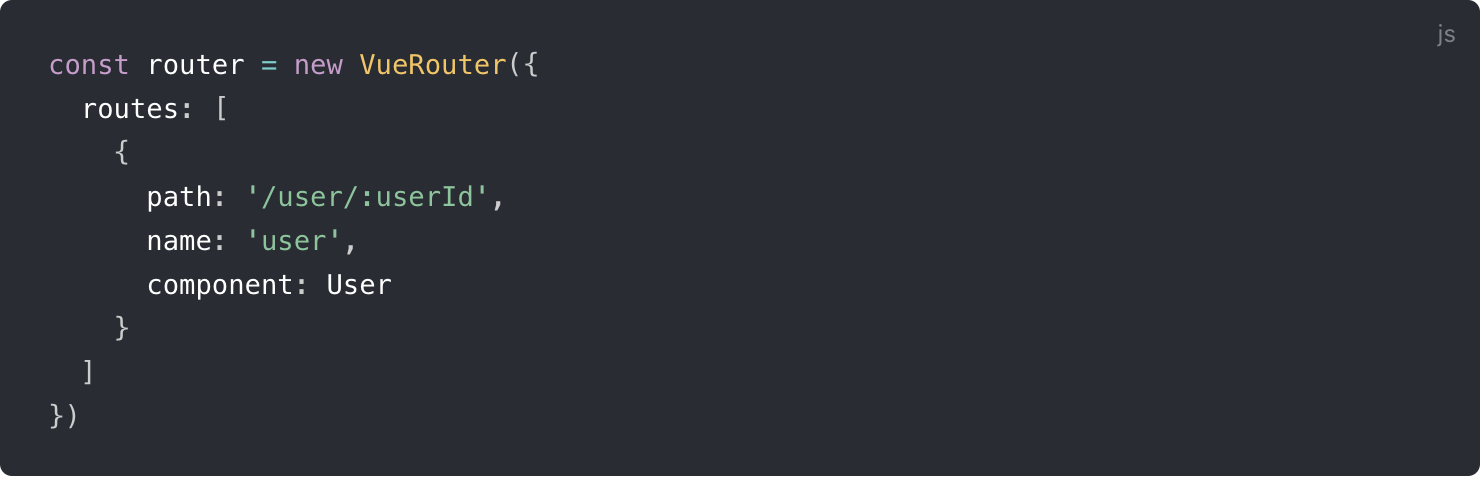 js
const router = new VueRouter({
  routes: [
    {
      path: '/user/:userId',
      name: 'user',
      component: User
    }
  ]
})